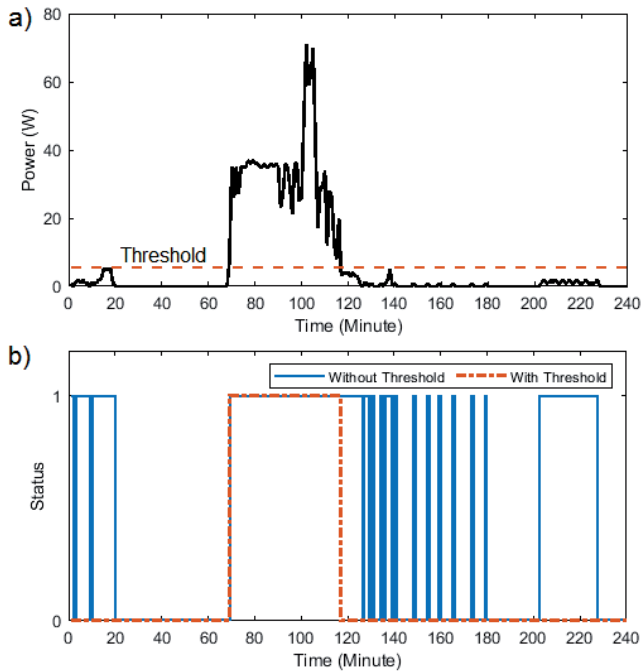 a)
80
60
40
20
0
Power (W)
Threshold
0 20 40 60 80 100 120 140 160 180 200 220 240
Time (Minute)
b)
Without Threshold With Threshold
1
0
Status
0 20 40 60 80 100 120 140 160 180 200 220 240
Time (Minute)